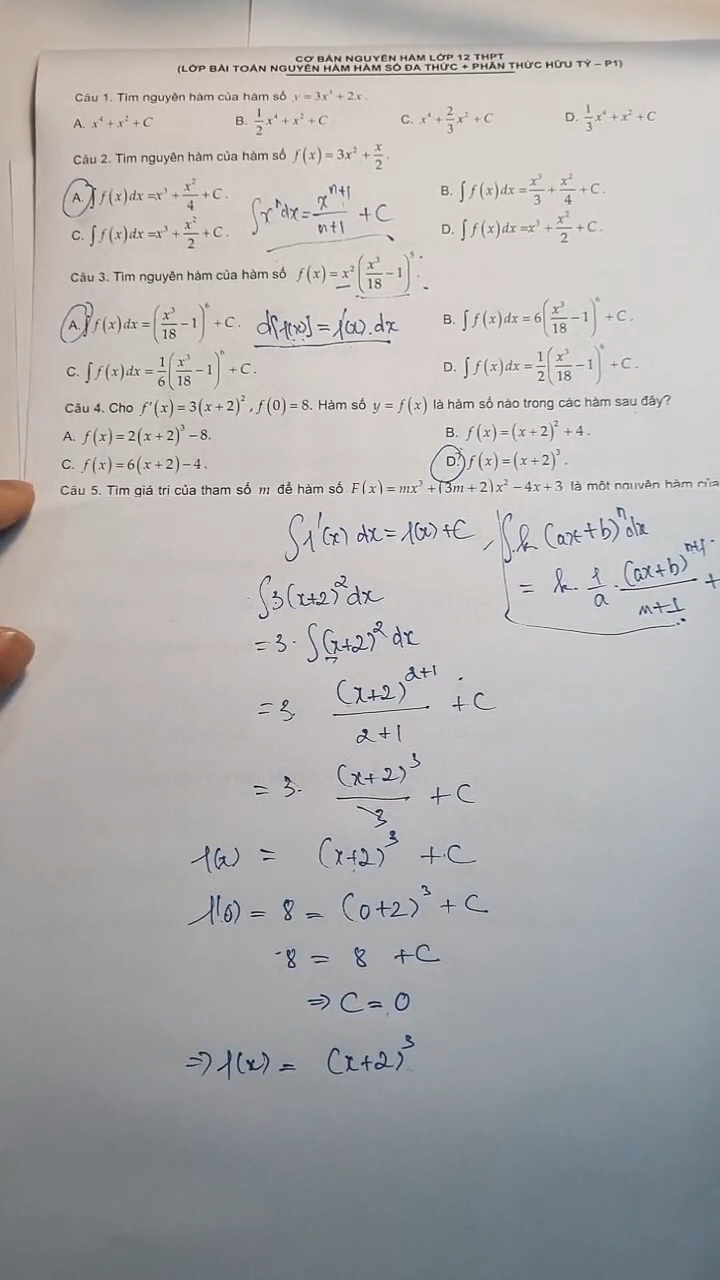 CƠ BẢN NGUYÊN HÀM LỚP 12 THPT
(LỚP BÀI TOÁN NGUYÊN HÀM HÀM SỐ ĐA THỨC + PHÂN THỨC HỮU TỶ – P1)
Câu 1. Tìm nguyên hàm của hàm số y = 3x³ + 2x.
A. x⁴ + x² + C B. 1/2 x⁴ + x² + C C. x⁴ + 2/3 x² + C D. 1/3 x⁴ + x² + C
Câu 2. Tìm nguyên hàm của hàm số f(x) = 3x² + x/2.
A. ∫ f(x)dx = x³ + x²/4 + C. B. ∫ f(x)dx = x³/3 + x²/4 + C.
C. ∫ f(x)dx = x³ + x²/2 + C. D. ∫ f(x)dx = x³ + x²/2 + C.
∫xⁿdx = xⁿ⁺¹/(n+1) + C
Câu 3. Tìm nguyên hàm của hàm số f(x) = x²(x³/18 − 1)⁵.
A. ∫ f(x)dx = (x³/18 − 1)⁶ + C. B. ∫ f(x)dx = 6(x³/18 − 1)⁶ + C.
d[f(x)] = f'(x).dx
C. ∫ f(x)dx = 1/6 (x³/18 − 1)⁶ + C. D. ∫ f(x)dx = 1/2 (x³/18 − 1)⁶ + C.
Câu 4. Cho f'(x) = 3(x+2)², f(0) = 8. Hàm số y = f(x) là hàm số nào trong các hàm sau đây?
A. f(x) = 2(x+2)³ − 8. B. f(x) = (x+2)² + 4.
C. f(x) = 6(x+2) − 4. D. f(x) = (x+2)³.
Câu 5. Tìm giá trị của tham số m để hàm số F(x) = mx³ + (3m+2)x² − 4x + 3 là một nguyên hàm của
∫f'(x) dx = f(x) + C, ∫k(ax+b)ⁿdx
= k. 1/a . (ax+b)ⁿ⁺¹/(n+1) +
∫3(x+2)²dx
= 3. ∫(x+2)²dx
= 3. (x+2)²⁺¹/(2+1) + C
= 3. (x+2)³/3 + C
f(x) = (x+2)³ + C
f(0) = 8 = (0+2)³ + C
8 = 8 + C
⇒ C = 0
⇒ f(x) = (x+2)³